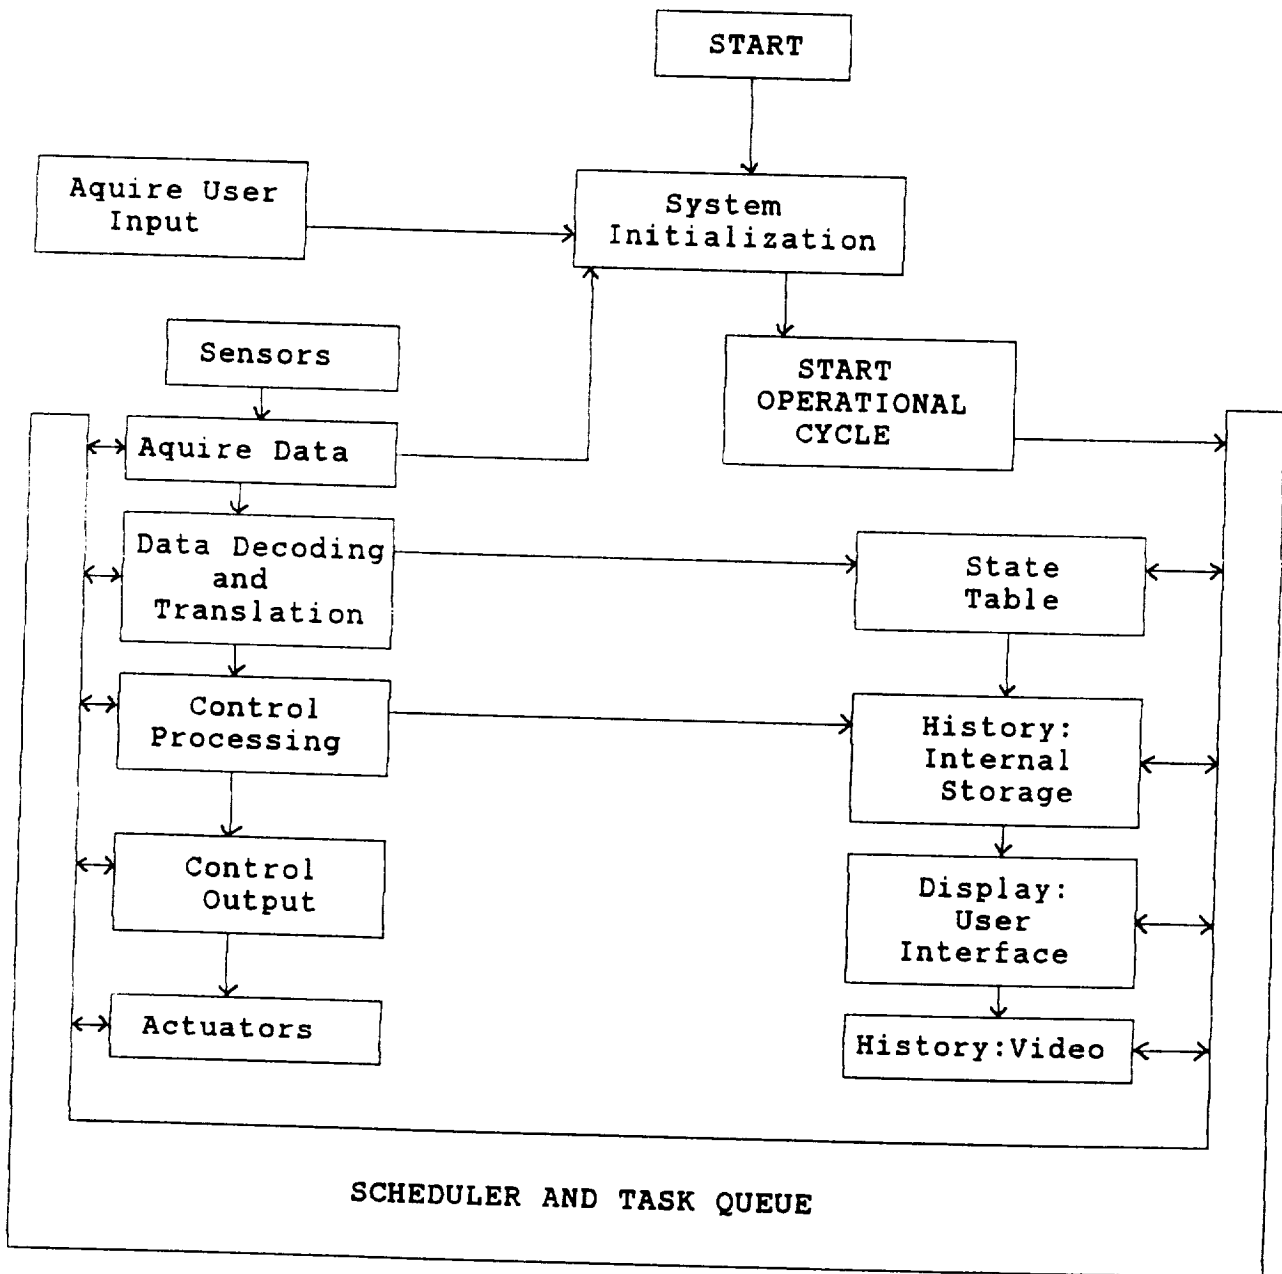 START
Aquire User
Input
System
Initialization
Sensors
START
OPERATIONAL
CYCLE
Aquire Data
Data Decoding
and
Translation
State
Table
Control
Processing
History:
Internal
Storage
Control
Output
Display:
User
Interface
Actuators
History:Video
SCHEDULER AND TASK QUEUE